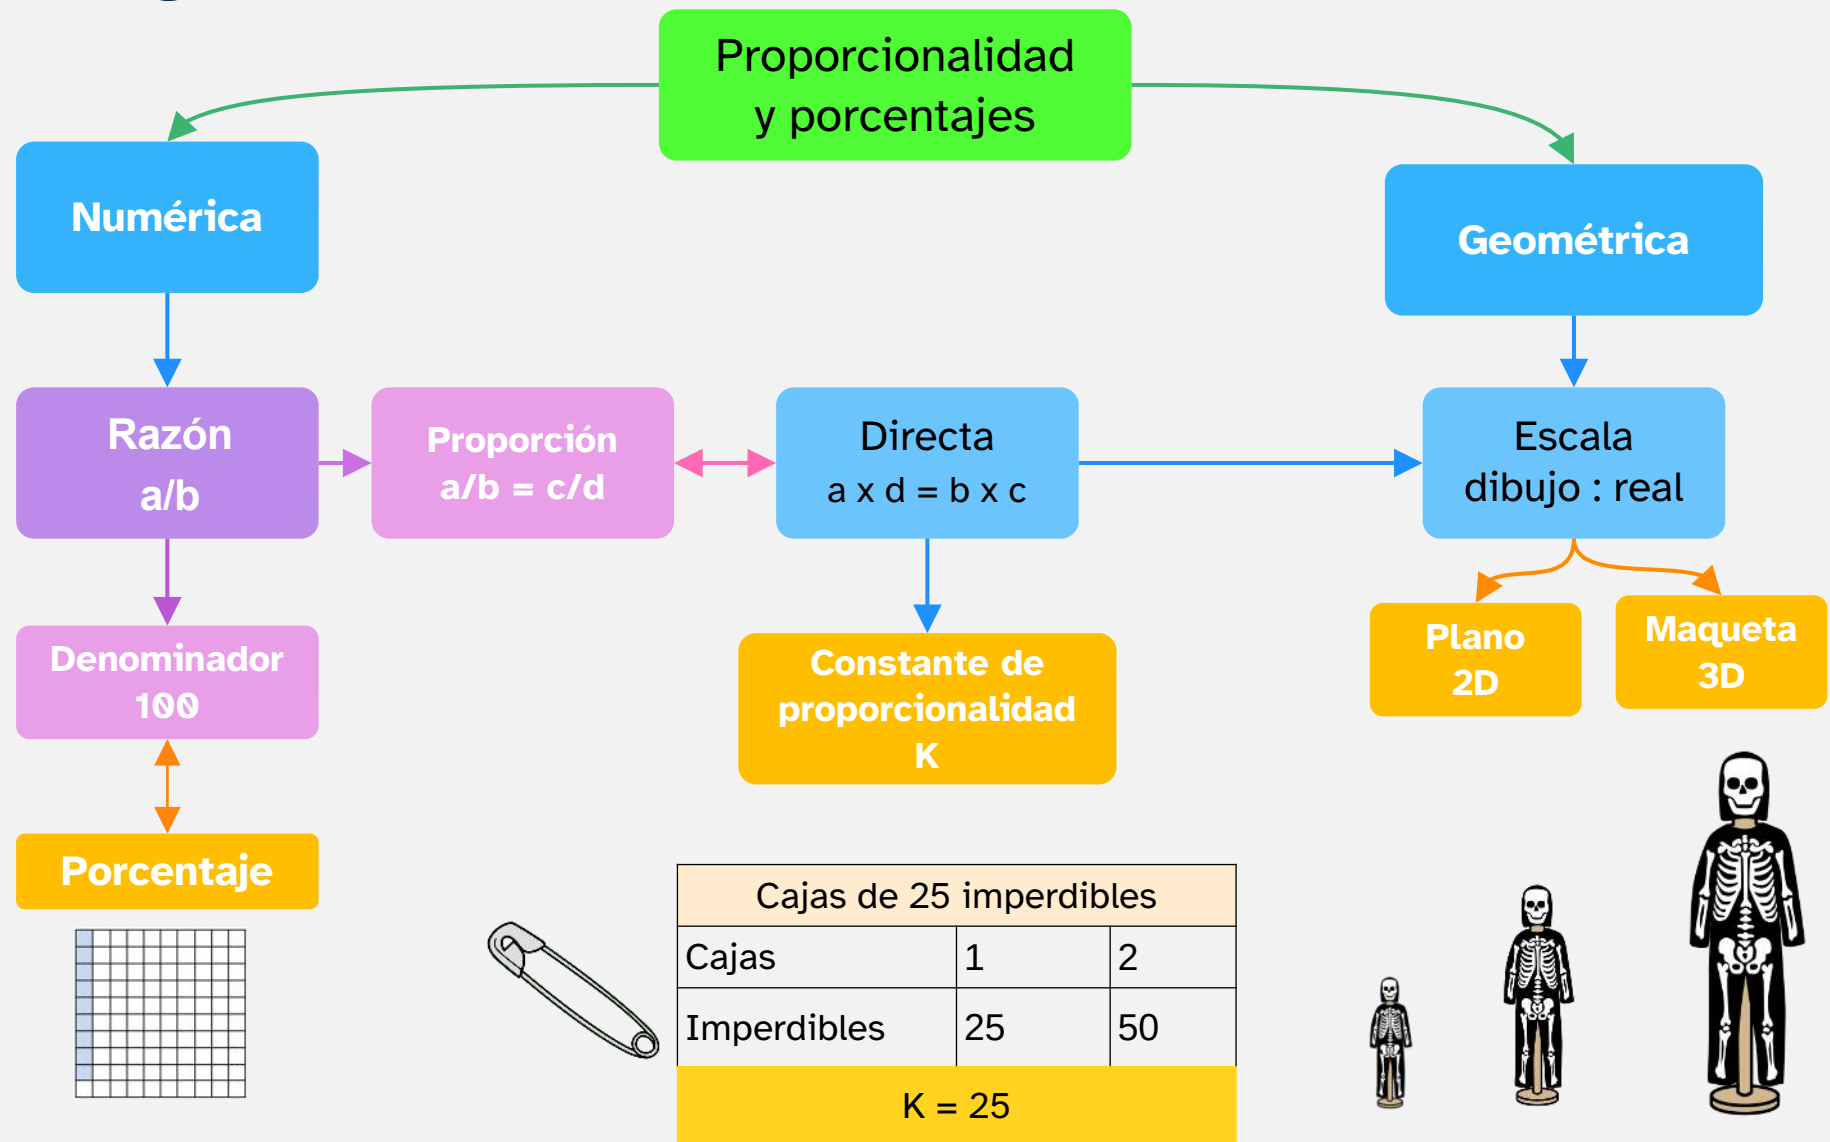 Proporcionalidad
y porcentajes
Numérica
Geométrica
Razón
a/b
Proporción
a/b = c/d
Directa
a x d = b x c
Escala
dibujo : real
Denominador
100
Constante de
proporcionalidad
K
Plano
2D
Maqueta
3D
Porcentaje
Cajas de 25 imperdibles
Cajas 1 2
Imperdibles 25 50
K = 25